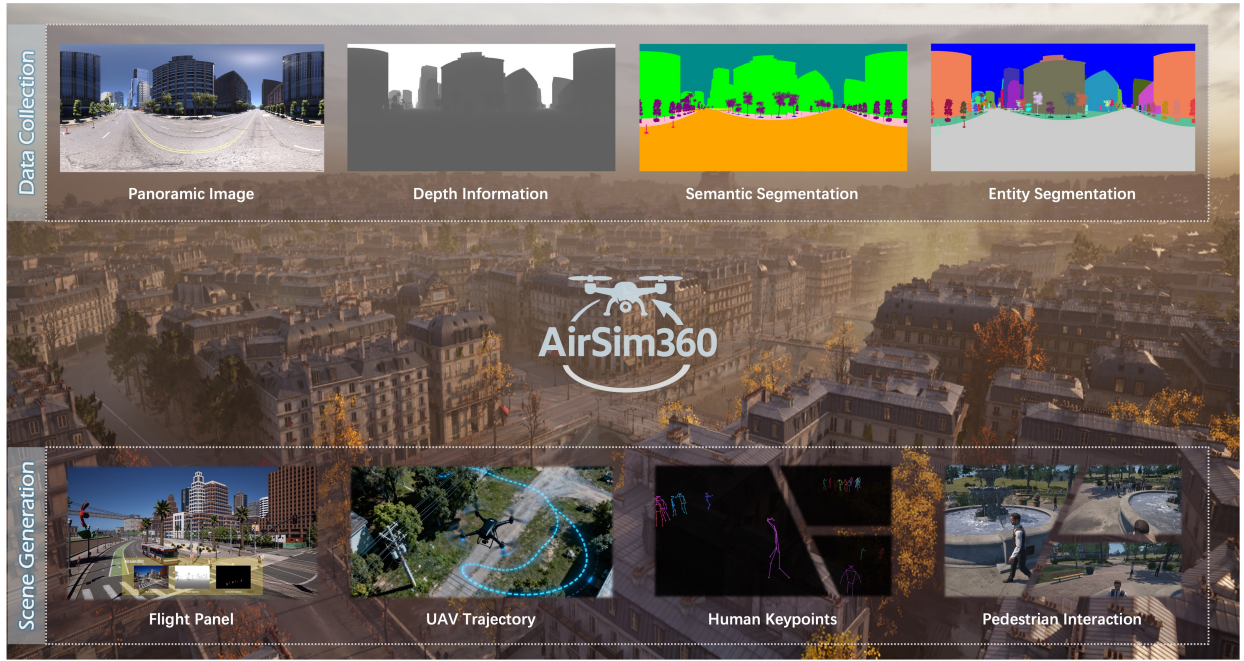 Data Collection
Panoramic Image
Depth Information
Semantic Segmentation
Entity Segmentation
AirSim360
Scene Generation
Flight Panel
UAV Trajectory
Human Keypoints
Pedestrian Interaction